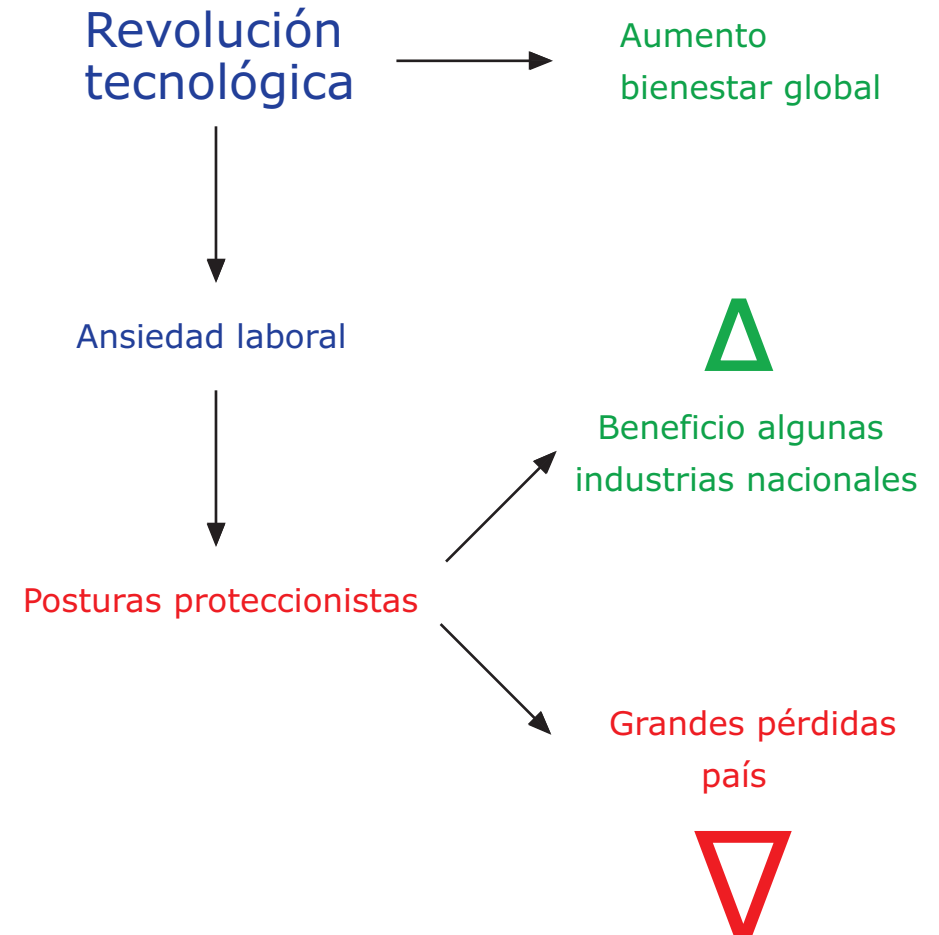 Revolución
tecnológica
Aumento
bienestar global
Ansiedad laboral
Beneficio algunas
industrias nacionales
Posturas proteccionistas
Grandes pérdidas
país